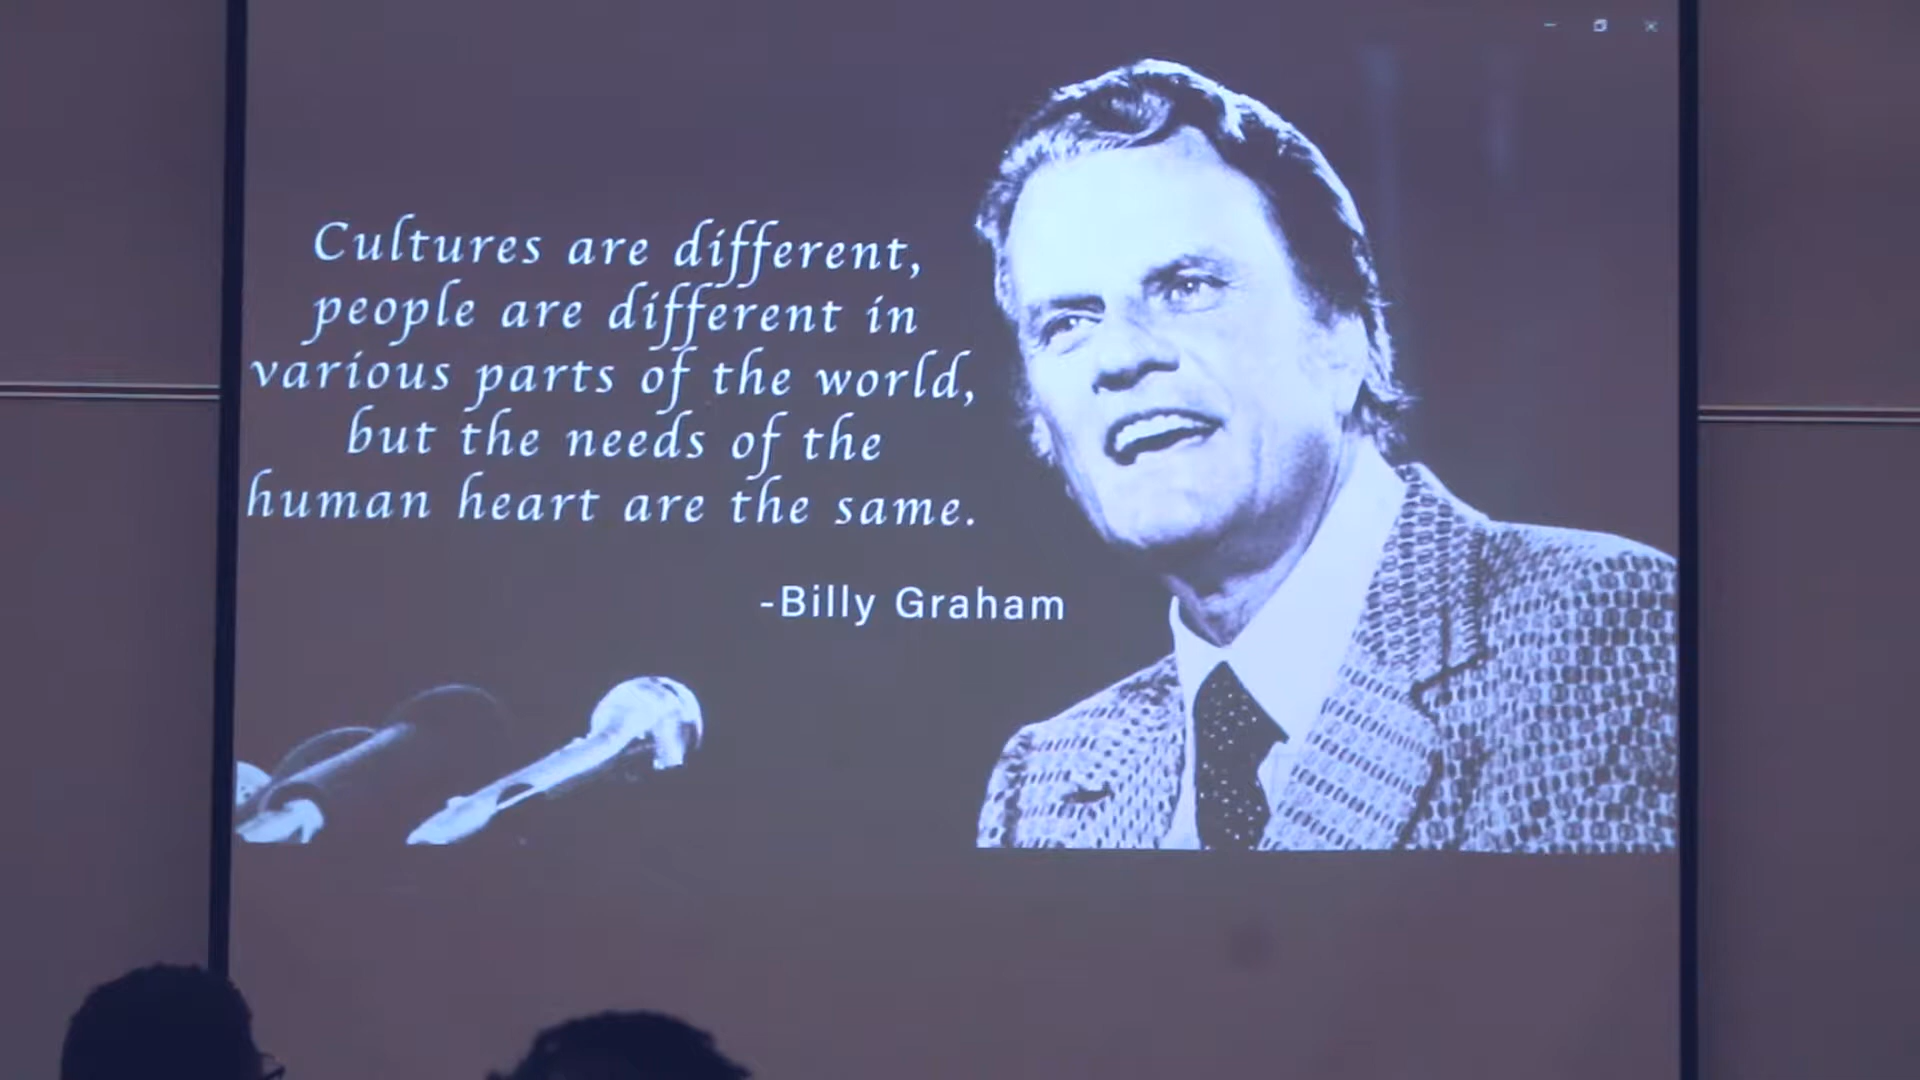 Cultures are different,
people are different in
various parts of the world,
but the needs of the
human heart are the same.
-Billy Graham